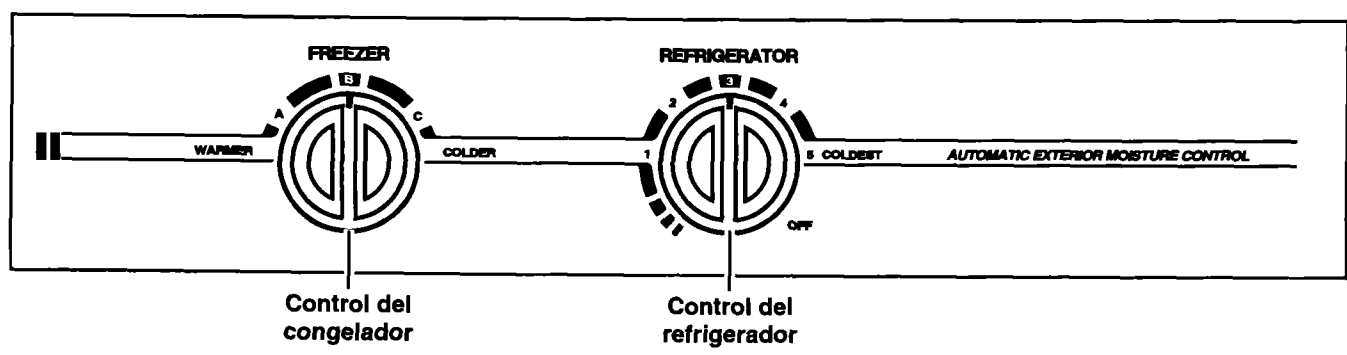 FREEZER
REFRIGERATOR
A
B
C
WARMER
COLDER
1
2
3
4
5 COLDEST
OFF
AUTOMATIC EXTERIOR MOISTURE CONTROL
Control del
congelador
Control del
refrigerador